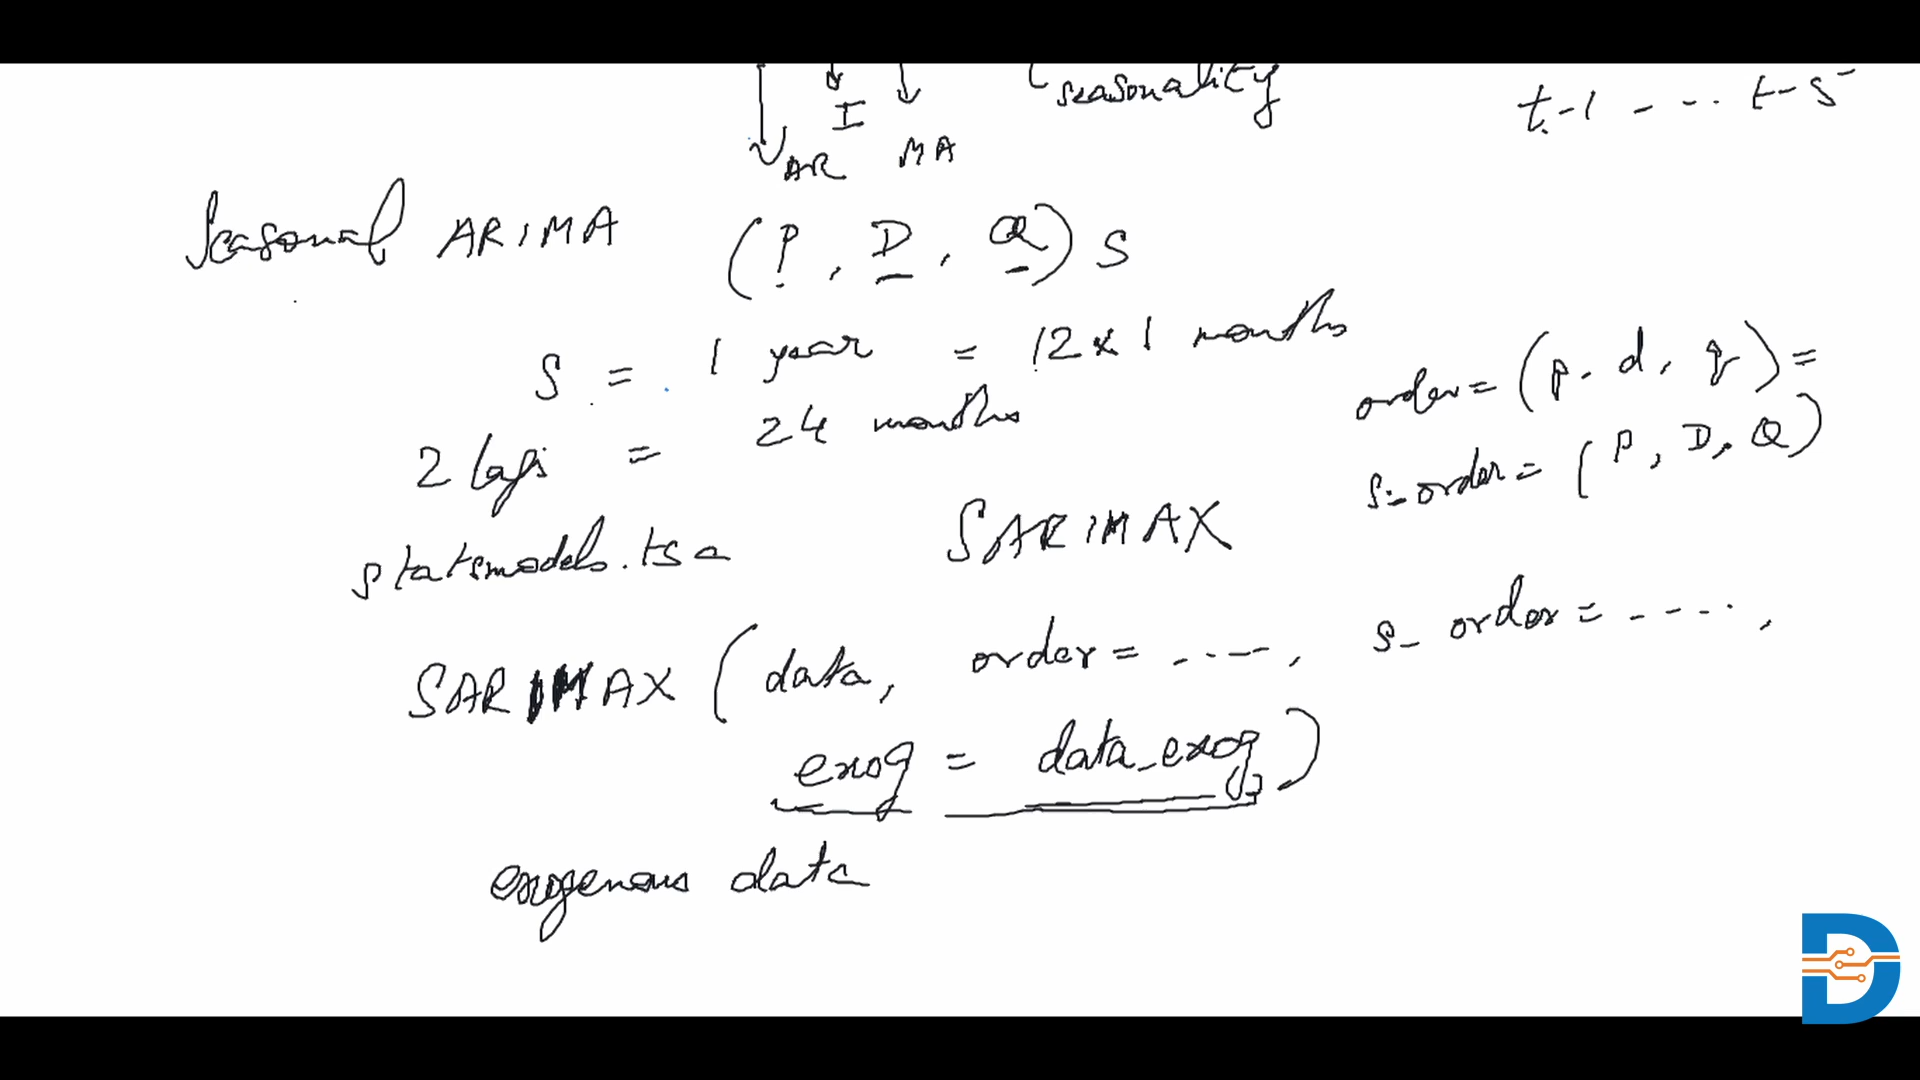 seasonality
I
t-1 - - .. t-s
AR
MA
Seasonal ARIMA (P, D, Q) S
S = 1 year = 12 x 1 months
order = (p, d, q) =
2 lags = 24 months
s-order = (P, D, Q)
statsmodels.tsa SARIMAX
SARIMAX (data, order = ....., s_order = .....,
exog = data_exog)
exogenous data